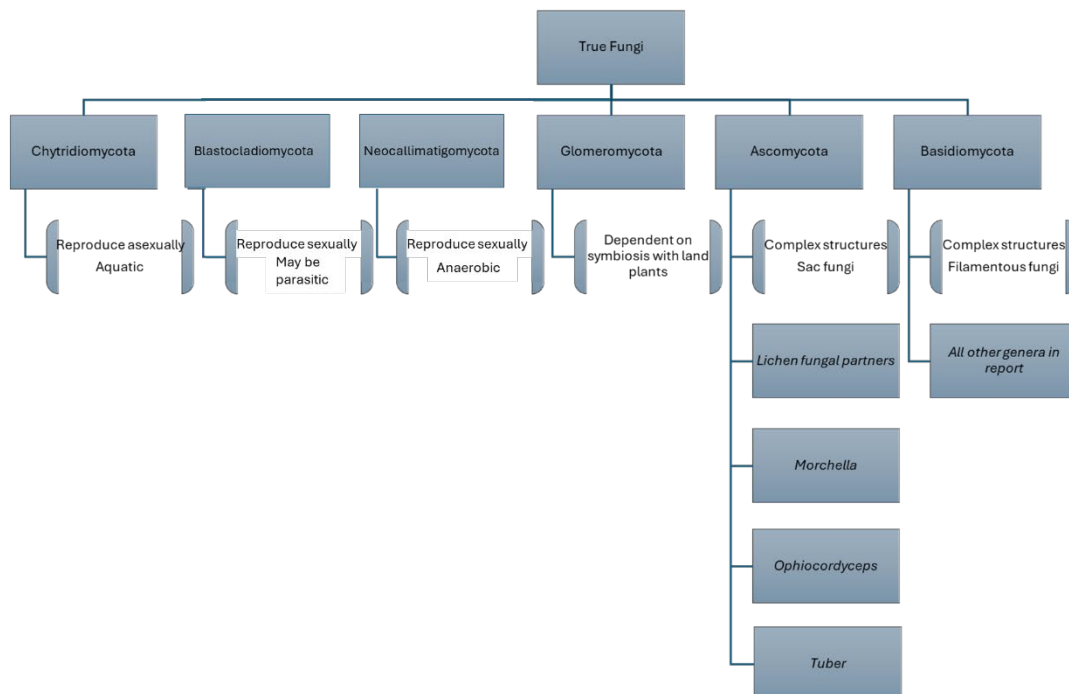 True Fungi
Chytridiomycota
Blastocladiomycota
Neocallimatigomycota
Glomeromycota
Ascomycota
Basidiomycota
Reproduce asexually
Aquatic
Reproduce sexually
May be
parasitic
Reproduce sexually
Anaerobic
Dependent on
symbiosis with land
plants
Complex structures
Sac fungi
Complex structures
Filamentous fungi
Lichen fungal partners
All other genera in
report
Morchella
Ophiocordyceps
Tuber